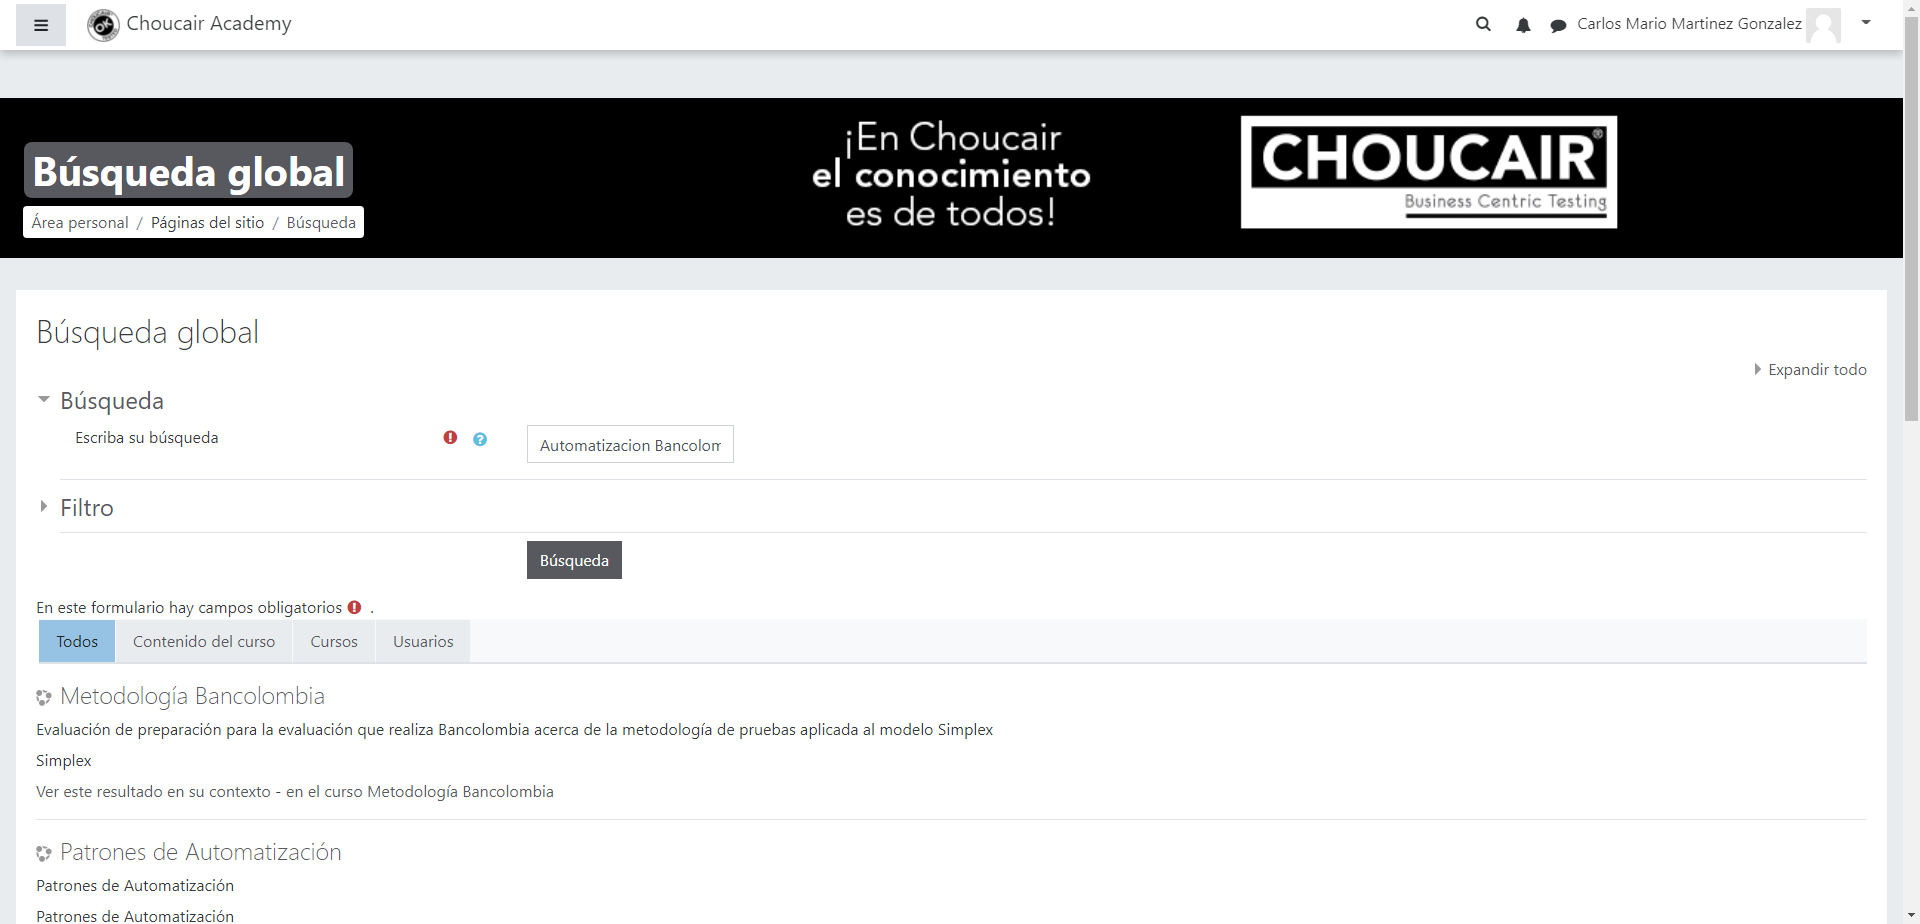 Choucair Academy
Carlos Mario Martinez Gonzalez
¡En Choucair
el conocimiento
es de todos!
CHOUCAIR®
Business Centric Testing
Búsqueda global
Área personal / Páginas del sitio / Búsqueda
Búsqueda global
Expandir todo
Búsqueda
Escriba su búsqueda
Automatizacion Bancolom
Filtro
Búsqueda
En este formulario hay campos obligatorios .
Todos Contenido del curso Cursos Usuarios
Metodología Bancolombia
Evaluación de preparación para la evaluación que realiza Bancolombia acerca de la metodología de pruebas aplicada al modelo Simplex
Simplex
Ver este resultado en su contexto - en el curso Metodología Bancolombia
Patrones de Automatización
Patrones de Automatización
Patrones de Automatización